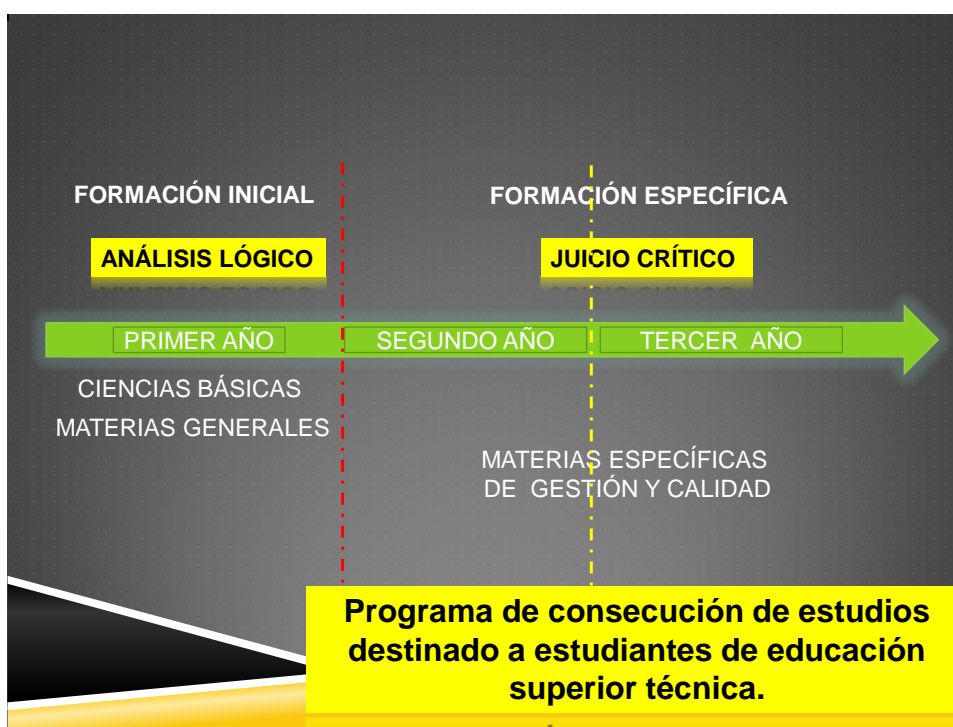 FORMACIÓN INICIAL
FORMACIÓN ESPECÍFICA
ANÁLISIS LÓGICO
JUICIO CRÍTICO
PRIMER AÑO
SEGUNDO AÑO
TERCER AÑO
CIENCIAS BÁSICAS
MATERIAS GENERALES
MATERIAS ESPECÍFICAS
DE GESTIÓN Y CALIDAD
Programa de consecución de estudios
destinado a estudiantes de educación
superior técnica.